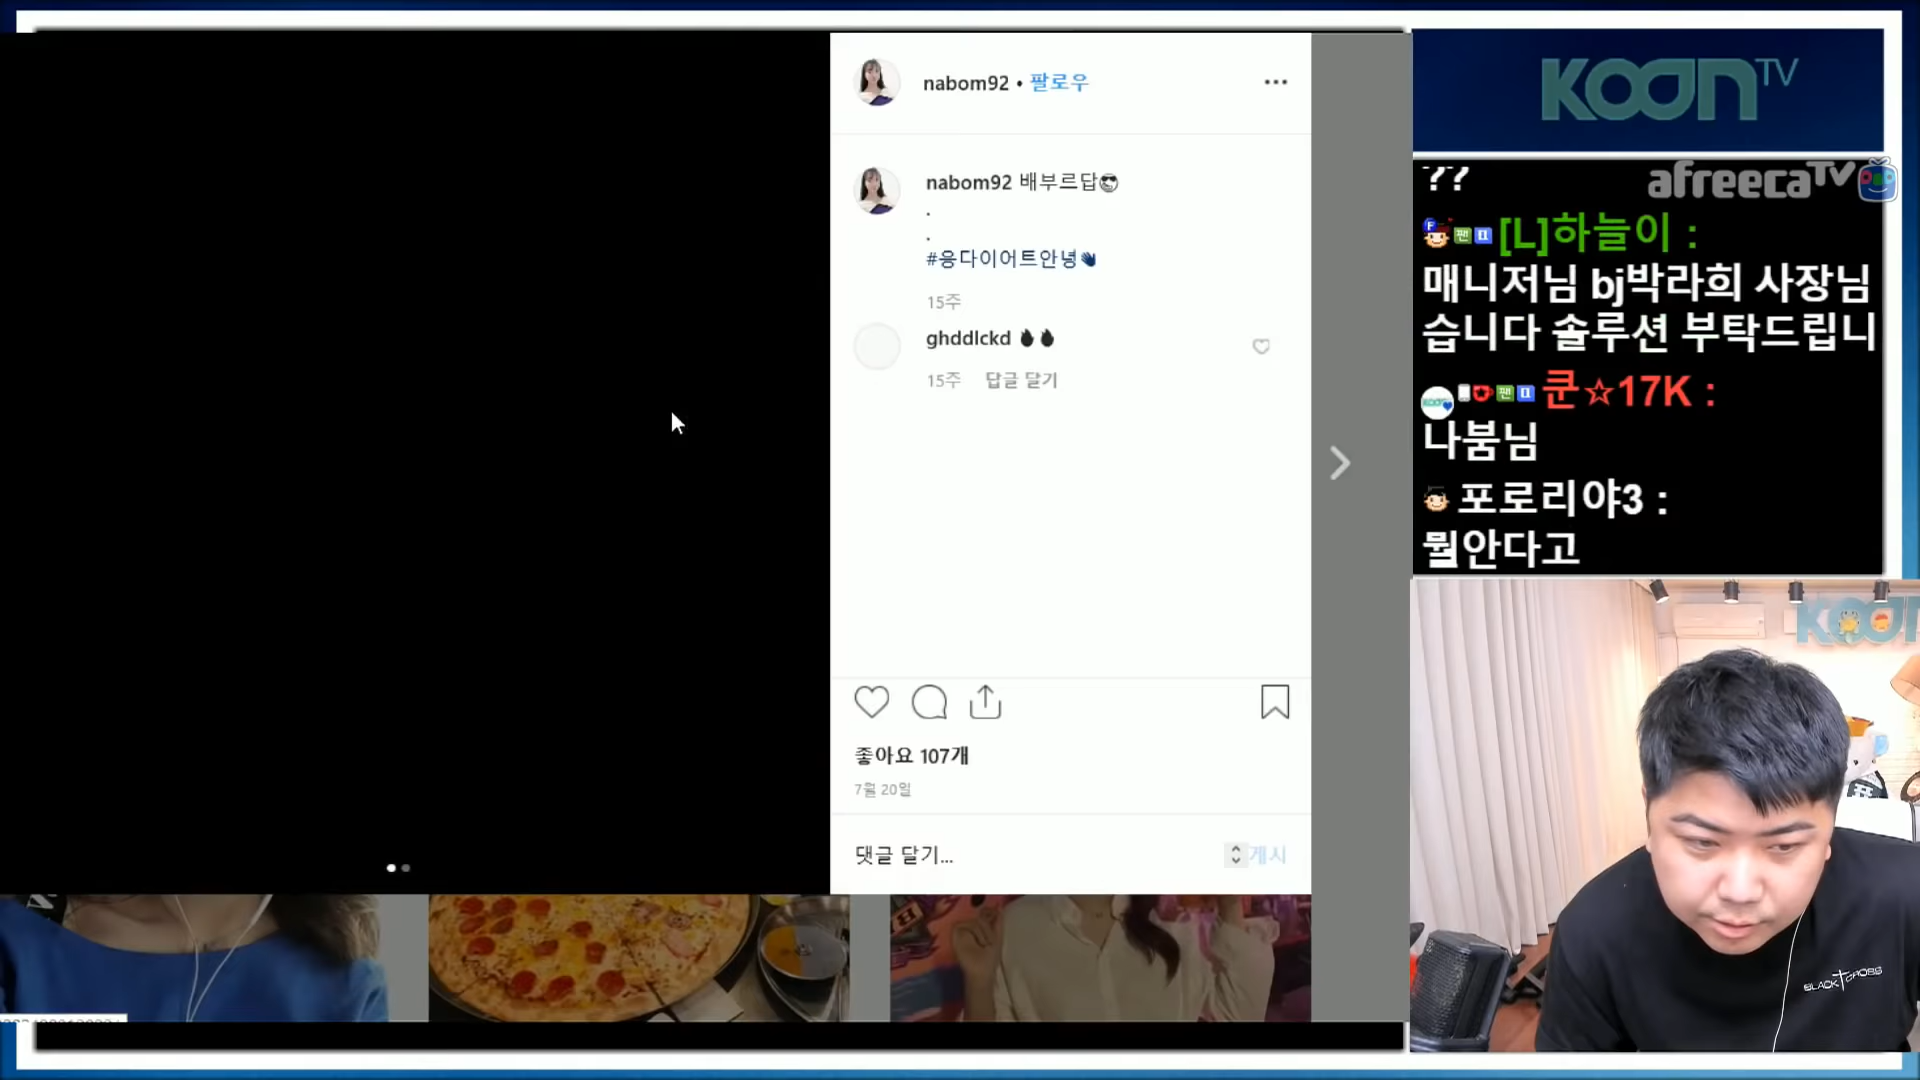 nabom92 • 팔로우
nabom92 배부르답
.
.
#응다이어트안녕
15주
ghddlckd
15주 답글 달기
좋아요 107개
7월 20일
댓글 달기...
게시
KOONTV
afreecaTV
??
[L]하늘이 :
매니저님 bj박라희 사장님
습니다 솔루션 부탁드립니
쿤☆17K :
나붐님
포로리야3 :
뭘안다고
KOON
BLACK CROSS